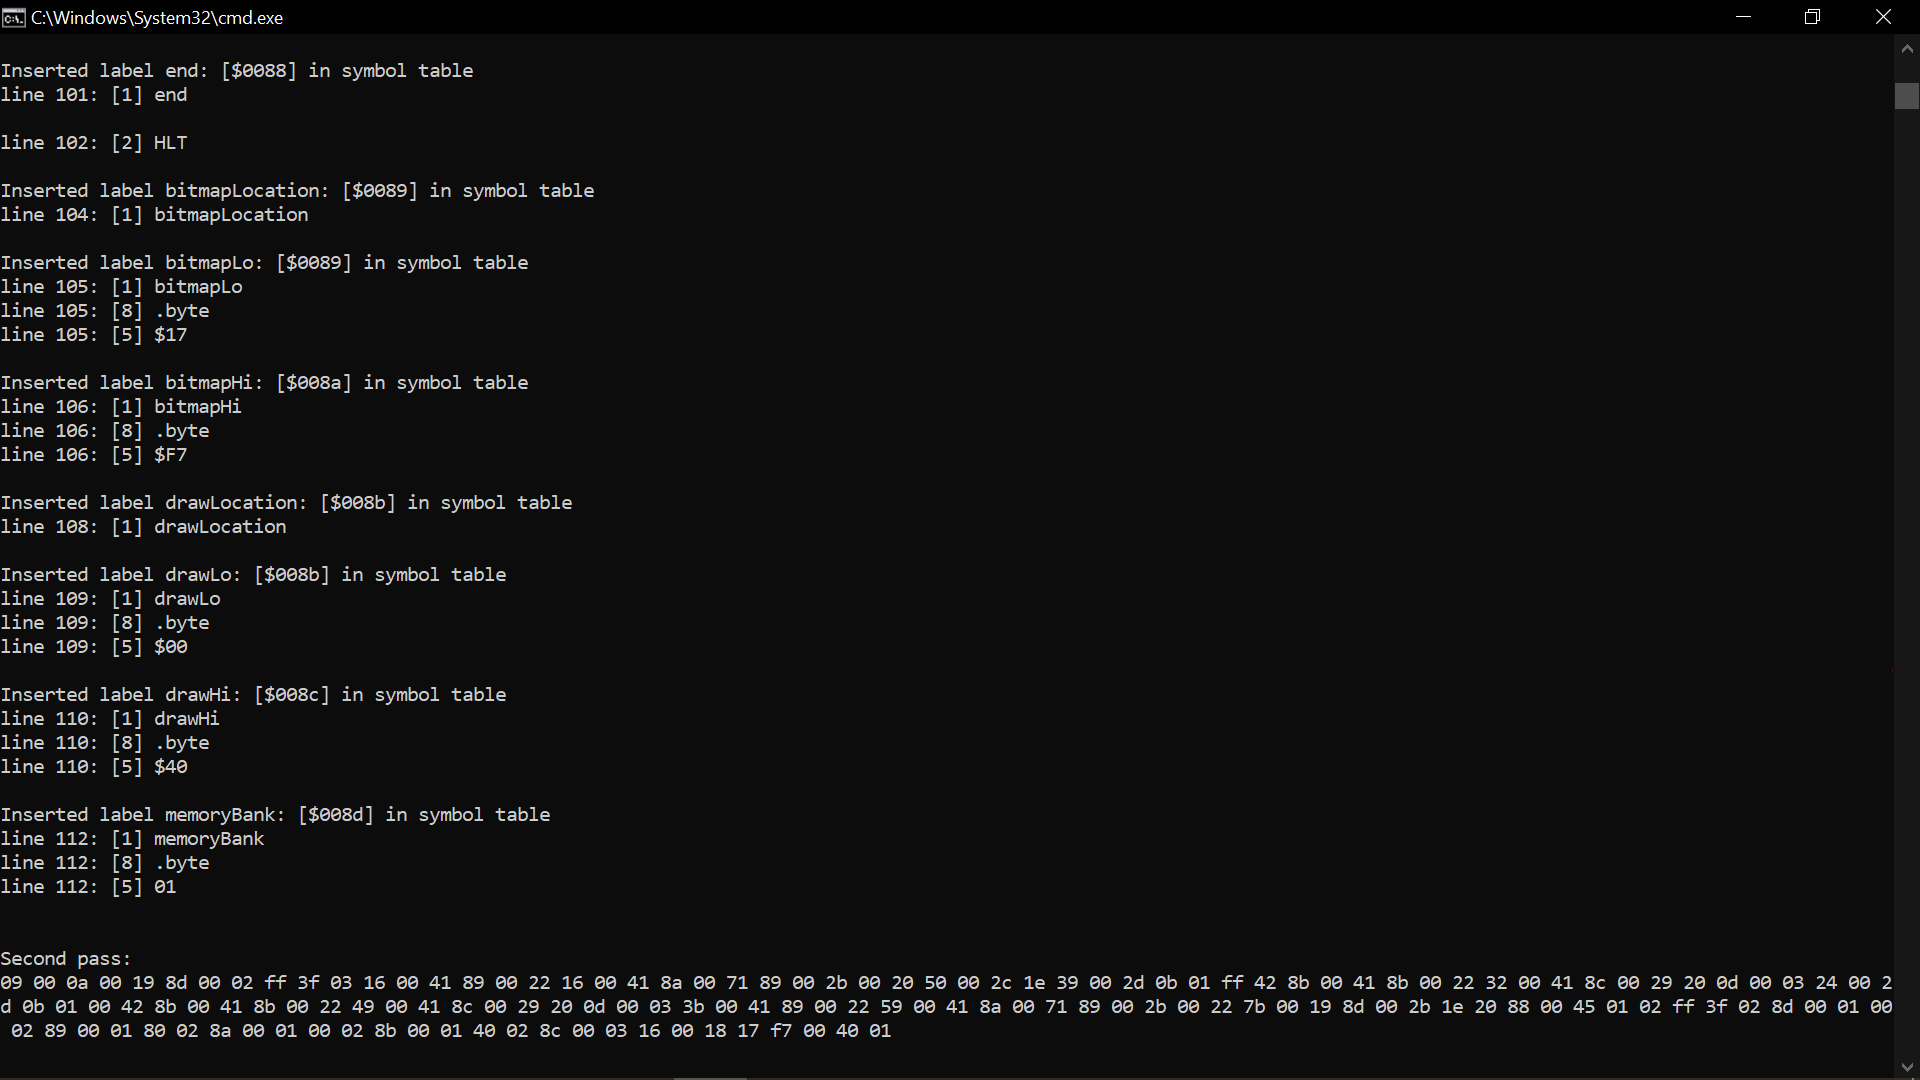 C:\Windows\System32\cmd.exe
Inserted label end: [$0088] in symbol table
line 101: [1] end
line 102: [2] HLT
Inserted label bitmapLocation: [$0089] in symbol table
line 104: [1] bitmapLocation
Inserted label bitmapLo: [$0089] in symbol table
line 105: [1] bitmapLo
line 105: [8] .byte
line 105: [5] $17
Inserted label bitmapHi: [$008a] in symbol table
line 106: [1] bitmapHi
line 106: [8] .byte
line 106: [5] $F7
Inserted label drawLocation: [$008b] in symbol table
line 108: [1] drawLocation
Inserted label drawLo: [$008b] in symbol table
line 109: [1] drawLo
line 109: [8] .byte
line 109: [5] $00
Inserted label drawHi: [$008c] in symbol table
line 110: [1] drawHi
line 110: [8] .byte
line 110: [5] $40
Inserted label memoryBank: [$008d] in symbol table
line 112: [1] memoryBank
line 112: [8] .byte
line 112: [5] 01
Second pass:
09 00 0a 00 19 8d 00 02 ff 3f 03 16 00 41 89 00 22 16 00 41 8a 00 71 89 00 2b 00 20 50 00 2c 1e 39 00 2d 0b 01 ff 42 8b 00 41 8b 00 22 32 00 41 8c 00 29 20 0d 00 03 24 00 2
d 0b 01 00 42 8b 00 41 8b 00 22 49 00 41 8c 00 29 20 0d 00 03 3b 00 41 89 00 22 59 00 41 8a 00 71 89 00 2b 00 22 7b 00 19 8d 00 2b 1e 20 88 00 45 01 02 ff 3f 02 8d 00 01 00
02 89 00 01 80 02 8a 00 01 00 02 8b 00 01 40 02 8c 00 03 16 00 18 17 f7 00 40 01